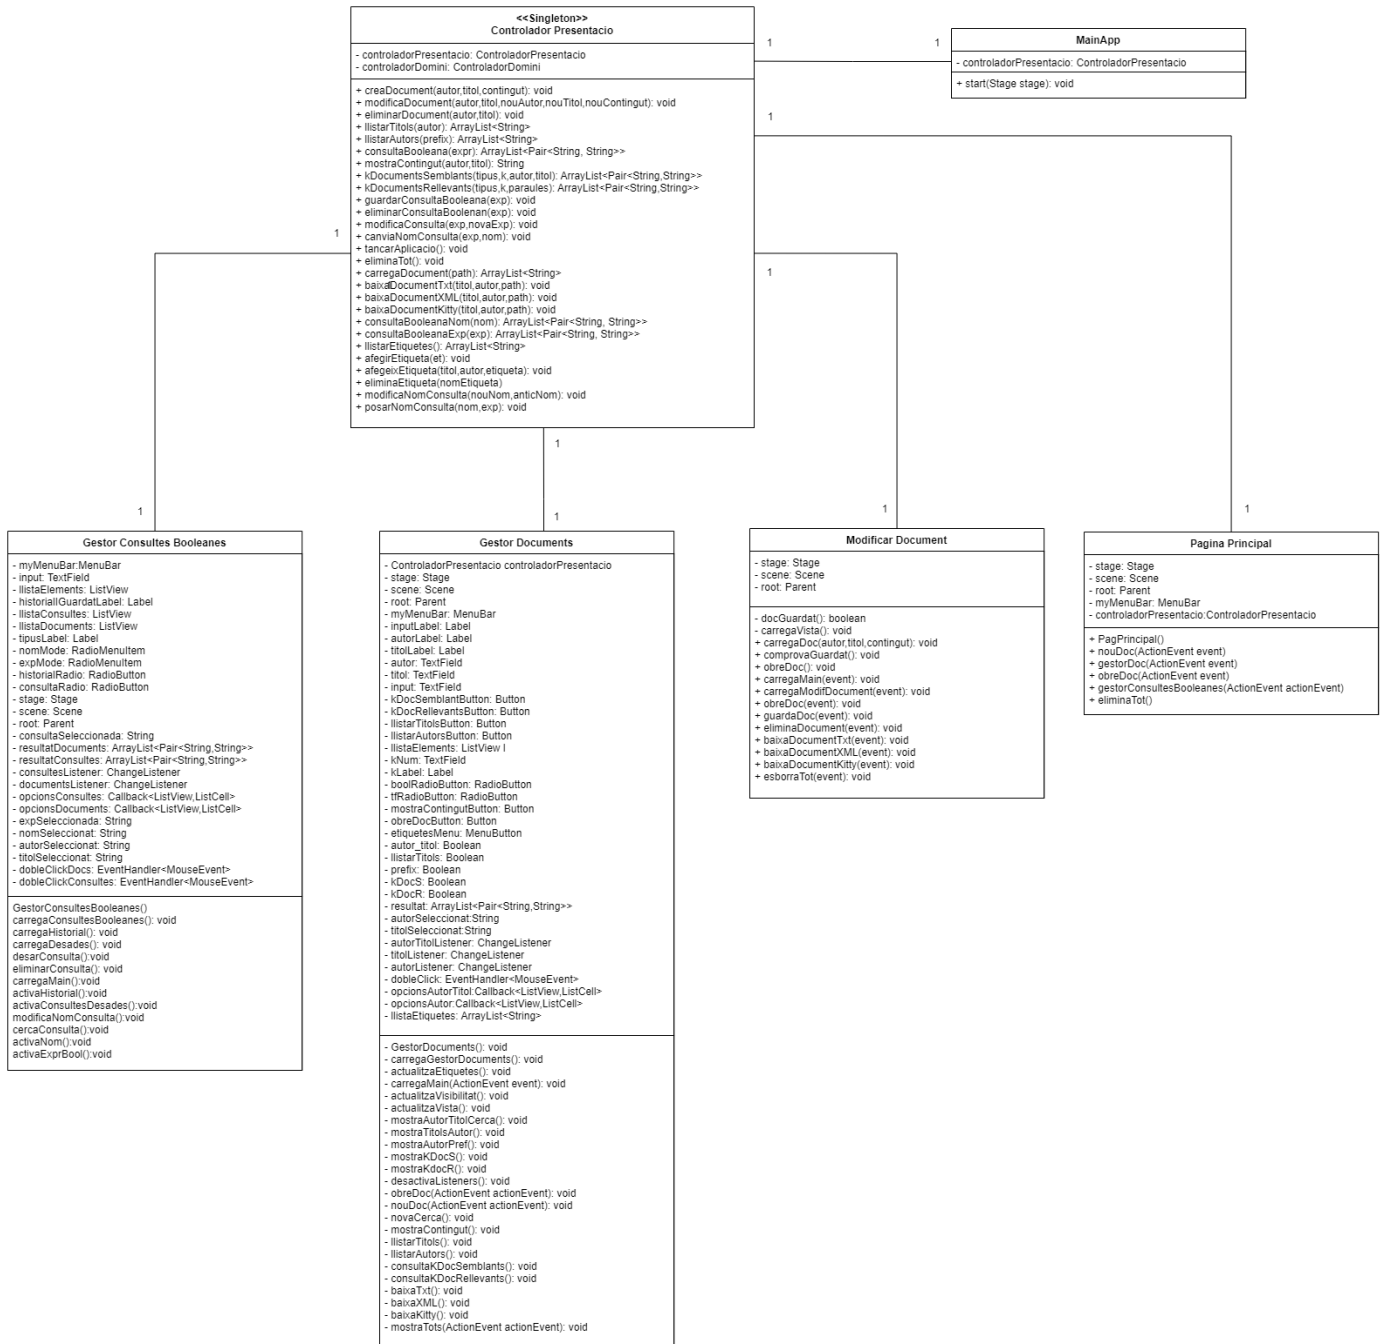 <<Singleton>>
Controlador Presentacio
- controladorPresentacio: ControladorPresentacio
- controladorDomini: ControladorDomini
+ creaDocument(autor,titol,contingut): void
+ modificaDocument(autor,titol,nouAutor,nouTitol,nouContingut): void
+ eliminarDocument(autor,titol): void
+ llistarTitols(autor): ArrayList<String>
+ llistarAutors(prefix): ArrayList<String>
+ consultaBooleana(expr): ArrayList<Pair<String, String>>
+ mostraContingut(autor,titol): String
+ kDocumentsSemblants(tipus,k,autor,titol): ArrayList<Pair<String,String>>
+ kDocumentsRellevants(tipus,k,paraules): ArrayList<Pair<String,String>>
+ guardarConsultaBooleana(exp): void
+ eliminarConsultaBoolenan(exp): void
+ modificaConsulta(exp,novaExp): void
+ canviaNomConsulta(exp,nom): void
+ tancarAplicacio(): void
+ eliminaTot(): void
+ carregaDocument(path): ArrayList<String>
+ baixaDocumentTxt(titol,autor,path): void
+ baixaDocumentXML(titol,autor,path): void
+ baixaDocumentKitty(titol,autor,path): void
+ consultaBooleanaNom(nom): ArrayList<Pair<String, String>>
+ consultaBooleanaExp(exp): ArrayList<Pair<String, String>>
+ llistarEtiquetes(): ArrayList<String>
+ afegirEtiqueta(et): void
+ afegeixEtiqueta(titol,autor,etiqueta): void
+ eliminaEtiqueta(nomEtiqueta)
+ modificaNomConsulta(nouNom,anticNom): void
+ posarNomConsulta(nom,exp): void
1
1
MainApp
- controladorPresentacio: ControladorPresentacio
+ start(Stage stage): void
1
1
1
1
1
1
1
1
Gestor Consultes Booleanes
- myMenuBar:MenuBar
- input: TextField
- llistaElements: ListView
- historialIGuardatLabel: Label
- llistaConsultes: ListView
- llistaDocuments: ListView
- tipusLabel: Label
- nomMode: RadioMenuItem
- expMode: RadioMenuItem
- historialRadio: RadioButton
- consultaRadio: RadioButton
- stage: Stage
- scene: Scene
- root: Parent
- consultaSeleccionada: String
- resultatDocuments: ArrayList<Pair<String,String>>
- resultatConsultes: ArrayList<Pair<String,String>>
- consultesListener: ChangeListener
- documentsListener: ChangeListener
- opcionsConsultes: Callback<ListView,ListCell>
- opcionsDocuments: Callback<ListView,ListCell>
- expSeleccionada: String
- nomSeleccionat: String
- autorSeleccionat: String
- titolSeleccionat: String
- dobleClickDocs: EventHandler<MouseEvent>
- dobleClickConsultes: EventHandler<MouseEvent>
GestorConsultesBooleanes()
carregaConsultesBooleanes(): void
carregaHistorial(): void
carregaDesades(): void
desarConsulta():void
eliminarConsulta(): void
carregaMain():void
activaHistorial():void
activaConsultesDesades():void
modificaNomConsulta():void
cercaConsulta():void
activaNom():void
activaExprBool():void
Gestor Documents
- ControladorPresentacio controladorPresentacio
- stage: Stage
- scene: Scene
- root: Parent
- myMenuBar: MenuBar
- inputLabel: Label
- autorLabel: Label
- titolLabel: Label
- autor: TextField
- titol: TextField
- input: TextField
- kDocSemblantButton: Button
- kDocRellevantsButton: Button
- llistarTitolsButton: Button
- llistarAutorsButton: Button
- llistaElements: ListView l
- kNum: TextField
- kLabel: Label
- boolRadioButton: RadioButton
- tfRadioButton: RadioButton
- mostraContingutButton: Button
- obreDocButton: Button
- etiquetesMenu: MenuButton
- autor_titol: Boolean
- llistarTitols: Boolean
- prefix: Boolean
- kDocS: Boolean
- kDocR: Boolean
- resultat: ArrayList<Pair<String,String>>
- autorSeleccionat:String
- titolSeleccionat:String
- autorTitolListener: ChangeListener
- titolListener: ChangeListener
- autorListener: ChangeListener
- dobleClick: EventHandler<MouseEvent>
- opcionsAutorTitol:Callback<ListView,ListCell>
- opcionsAutor:Callback<ListView,ListCell>
- llistaEtiquetes: ArrayList<String>
- GestorDocuments(): void
- carregaGestorDocuments(): void
- actualitzaEtiquetes(): void
- carregaMain(ActionEvent event): void
- actualitzaVisibilitat(): void
- actualitzaVista(): void
- mostraAutorTitolCerca(): void
- mostraTitolsAutor(): void
- mostraAutorPref(): void
- mostraKDocS(): void
- mostraKdocR(): void
- desactivaListeners(): void
- obreDoc(ActionEvent actionEvent): void
- nouDoc(ActionEvent actionEvent): void
- novaCerca(): void
- mostraContingut(): void
- llistarTitols(): void
- llistarAutors(): void
- consultaKDocSemblants(): void
- consultaKDocRellevants(): void
- baixaTxt(): void
- baixaXML(): void
- baixaKitty(): void
- mostraTots(ActionEvent actionEvent): void
Modificar Document
- stage: Stage
- scene: Scene
- root: Parent
- docGuardat(): boolean
- carregaVista(): void
+ carregaDoc(autor,titol,contingut): void
+ comprovaGuardat(): void
+ obreDoc(): void
+ carregaMain(event): void
+ carregaModifDocument(event): void
+ obreDoc(event): void
+ guardaDoc(event): void
+ eliminaDocument(event): void
+ baixaDocumentTxt(event): void
+ baixaDocumentXML(event): void
+ baixaDocumentKitty(event): void
+ esborraTot(event): void
Pagina Principal
- stage: Stage
- scene: Scene
- root: Parent
- myMenuBar: MenuBar
- controladorPresentacio:ControladorPresentacio
+ PagPrincipal()
+ nouDoc(ActionEvent event)
+ gestorDoc(ActionEvent event)
+ obreDoc(ActionEvent event)
+ gestorConsultesBooleanes(ActionEvent actionEvent)
+ eliminaTot()